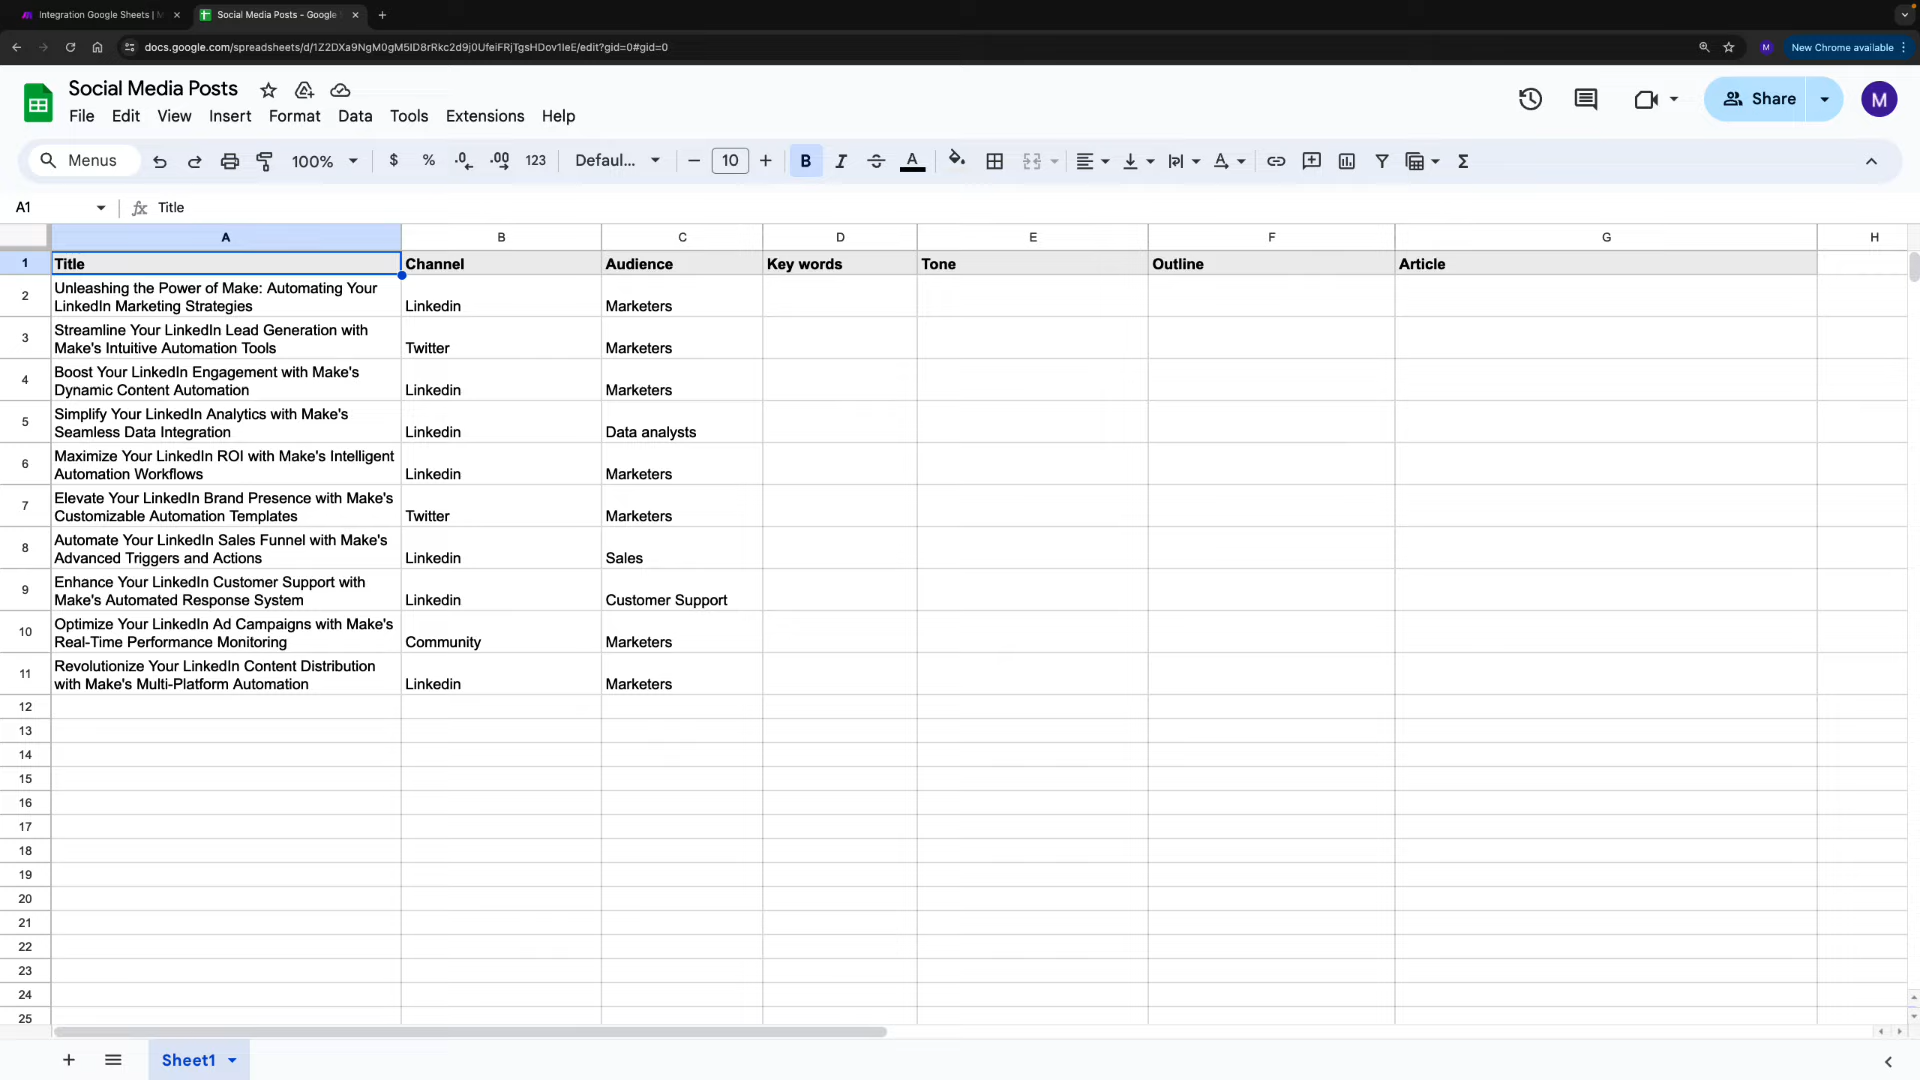 Integration Google Sheets | M
Social Media Posts - Google S
docs.google.com/spreadsheets/d/1Z2DXa9NgM0gM5ID8rRkc2d9j0UfeiFRjTgsHDov1IeE/edit?gid=0#gid=0
M
New Chrome available
Social Media Posts
File Edit View Insert Format Data Tools Extensions Help
Share
M
Menus
100%
$ % .0 .00 123
Defaul...
10
B I A
Σ
A1
fx Title
A B C D E F G H
1 Title Channel Audience Key words Tone Outline Article
2 Unleashing the Power of Make: Automating Your
LinkedIn Marketing Strategies Linkedin Marketers
3 Streamline Your LinkedIn Lead Generation with
Make's Intuitive Automation Tools Twitter Marketers
4 Boost Your LinkedIn Engagement with Make's
Dynamic Content Automation Linkedin Marketers
5 Simplify Your LinkedIn Analytics with Make's
Seamless Data Integration Linkedin Data analysts
6 Maximize Your LinkedIn ROI with Make's Intelligent
Automation Workflows Linkedin Marketers
7 Elevate Your LinkedIn Brand Presence with Make's
Customizable Automation Templates Twitter Marketers
8 Automate Your LinkedIn Sales Funnel with Make's
Advanced Triggers and Actions Linkedin Sales
9 Enhance Your LinkedIn Customer Support with
Make's Automated Response System Linkedin Customer Support
10 Optimize Your LinkedIn Ad Campaigns with Make's
Real-Time Performance Monitoring Community Marketers
11 Revolutionize Your LinkedIn Content Distribution
with Make's Multi-Platform Automation Linkedin Marketers
12
13
14
15
16
17
18
19
20
21
22
23
24
25
Sheet1